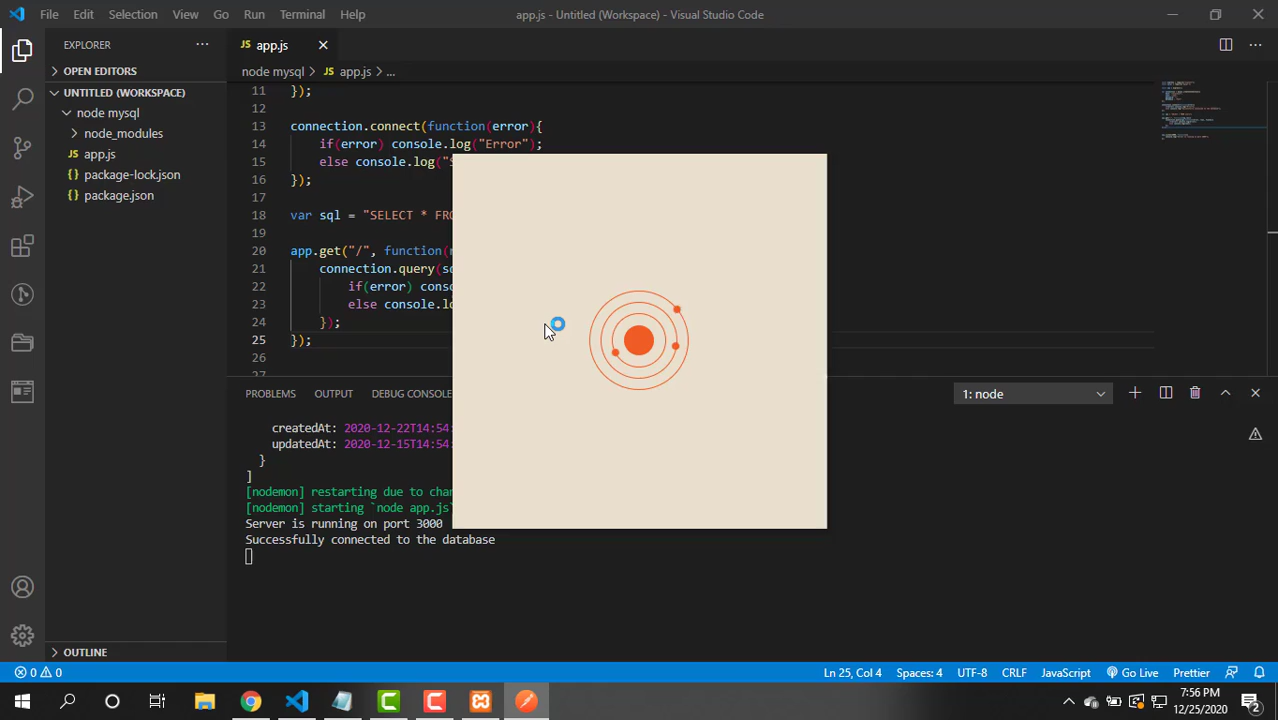 File Edit Selection View Go Run Terminal Help
app.js - Untitled (Workspace) - Visual Studio Code
EXPLORER
JS app.js
OPEN EDITORS
node mysql > JS app.js > ...
UNTITLED (WORKSPACE)
node mysql
node_modules
JS app.js
{} package-lock.json
{} package.json
11 });
12
13 connection.connect(function(error){
14 if(error) console.log("Error");
15 else console.log("
16 });
17
18 var sql = "SELECT * FR
19
20 app.get("/", function(
21 connection.query(
22 if(error) cons
23 else console.l
24 });
25 });
26
27
PROBLEMS OUTPUT DEBUG CONSOLE
1: node
createdAt: 2020-12-22T14:54:
updatedAt: 2020-12-15T14:54:
}
]
[nodemon] restarting due to
[nodemon] starting `node app.js`
Server is running on port 3000
Successfully connected to the database
OUTLINE
0 0
Ln 25, Col 4 Spaces: 4 UTF-8 CRLF JavaScript Go Live Prettier
7:56 PM
12/25/2020
2